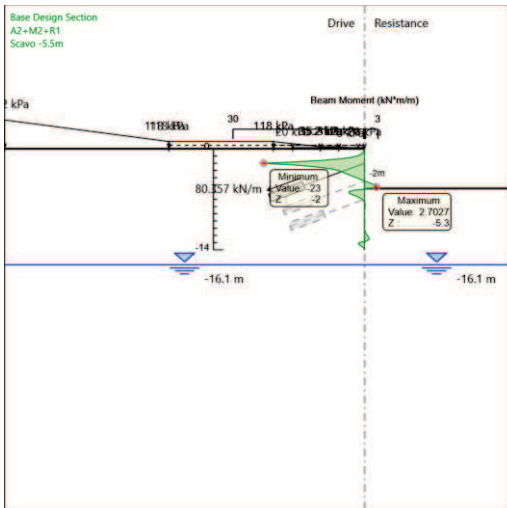 Base Design Section
A2+M2+R1
Scavo -5.5m
Drive
Resistance
Beam Moment (kN*m/m)
2 kPa
30
3
118 kPa
0
-2m
Minimum
Value: -23
Z : -2
80.357 kN/m
Maximum
Value: 2.7027
Z : -5.3
-14
-16.1 m
-16.1 m